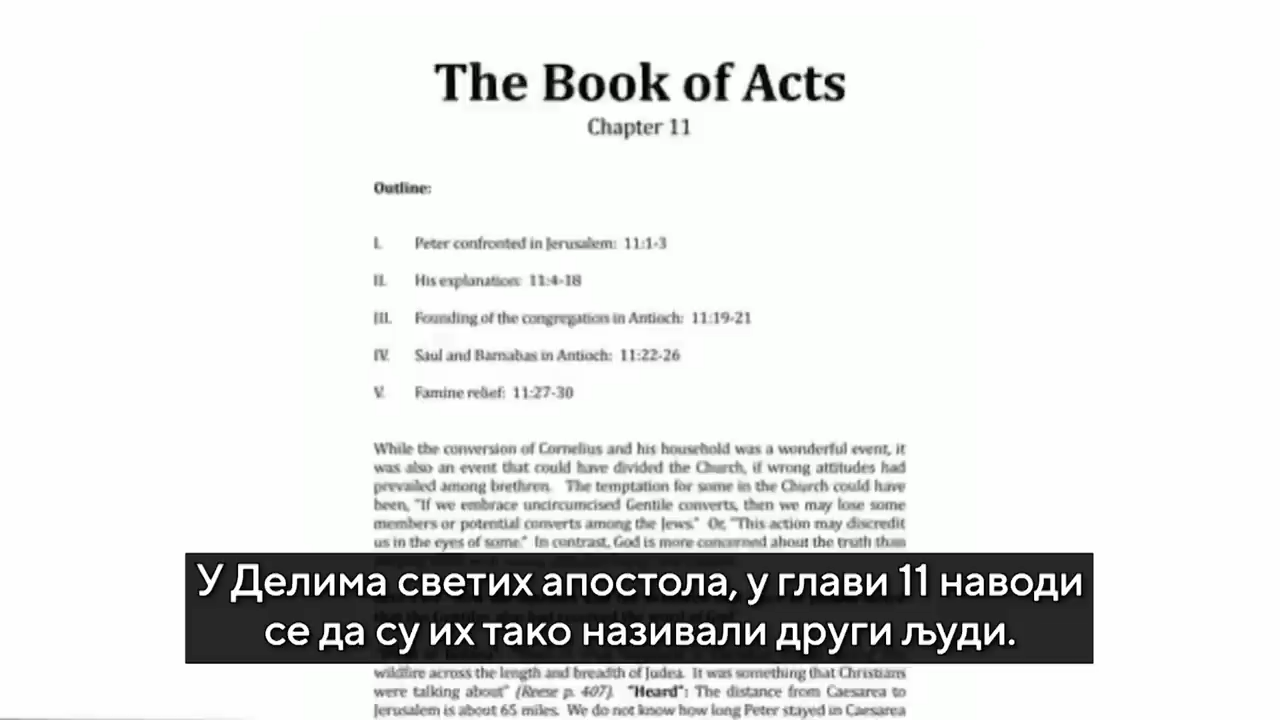 The Book of Acts
Chapter 11
Outline:
I. Peter confronted in Jerusalem: 11:1-3
II. His explanation: 11:4-18
III. Founding of the congregation in Antioch: 11:19-21
IV. Saul and Barnabas in Antioch: 11:22-26
V. Famine relief: 11:27-30
While the conversion of Cornelius and his household was a wonderful event, it
was also an event that could have divided the Church, if wrong attitudes had
prevailed among brethren. The temptation for some in the Church could have
been, "If we embrace uncircumcised Gentile converts, then we may lose some
members or potential converts among the Jews." Or, "This action may discredit
us in the eyes of some." In contrast, God is more concerned about the truth than
У Делима светих апостола, у глави 11 наводи
се да су их тако називали други људи.
wildfire across the length and breadth of Judea. It was something that Christians
were talking about" (Reese p. 407). "Heard": The distance from Caesarea to
Jerusalem is about 65 miles. We do not know how long Peter stayed in Caesarea